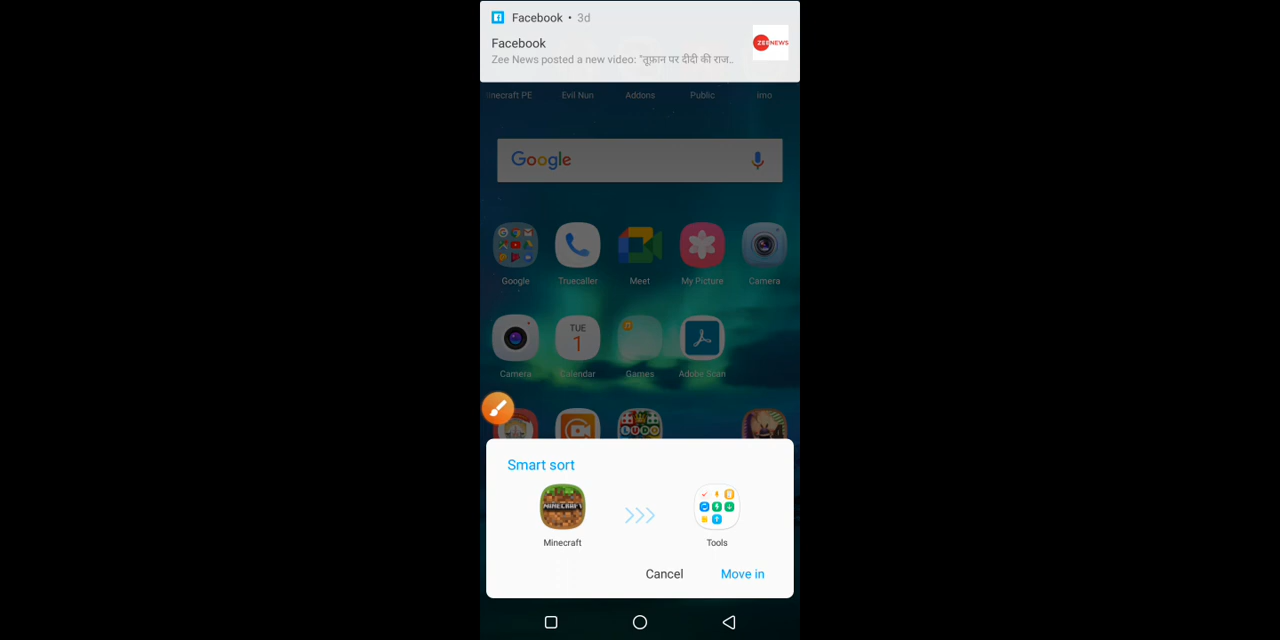 Facebook • 3d
Facebook
Zee News posted a new video: "तूफ़ान पर दीदी की राज..
ZEE NEWS
inecraft PE Evil Nun Addons Public imo
Google
Google Truecaller Meet My Picture Camera
TUE
1
Camera Calendar Games Adobe Scan
LUDO
Smart sort
MINECRAFT
Minecraft Tools
Cancel Move in